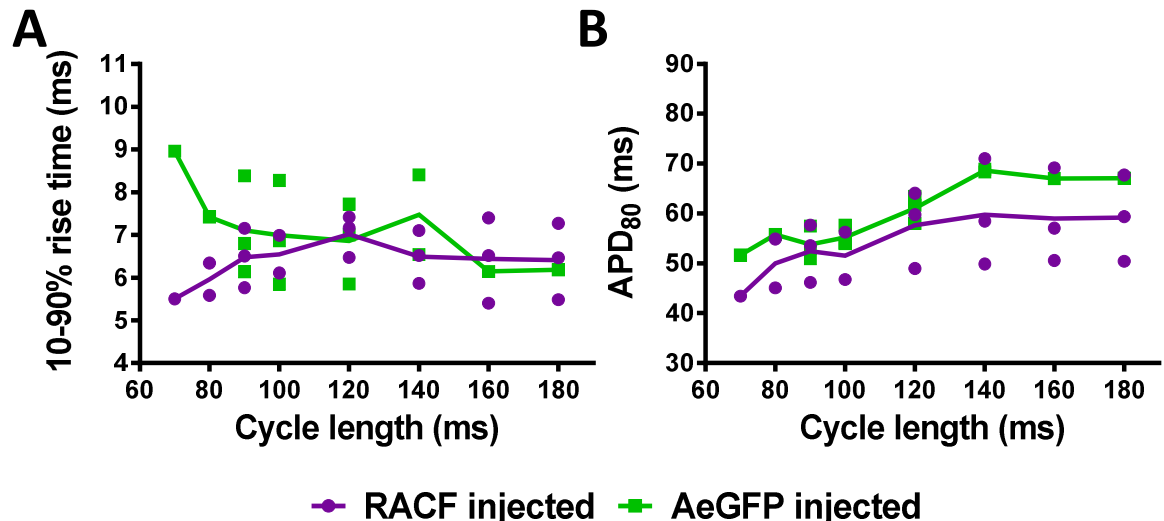 A
10-90% rise time (ms)
11
10
9
8
7
6
5
4
60 80 100 120 140 160 180
Cycle length (ms)
B
APD80 (ms)
90
80
70
60
50
40
30
60 80 100 120 140 160 180
Cycle length (ms)
RACF injected AeGFP injected